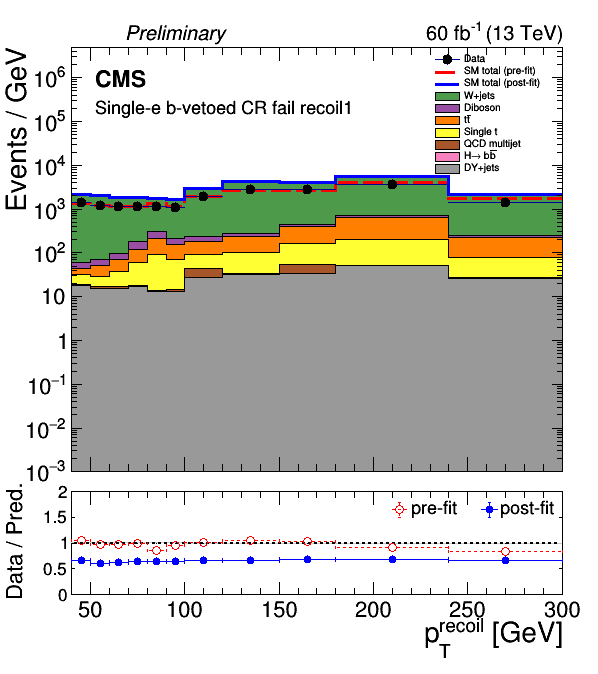 Preliminary 60 fb⁻¹ (13 TeV)
CMS
Single-e b-vetoed CR fail recoil1
Data
SM total (pre-fit)
SM total (post-fit)
W+jets
Diboson
tt̅
Single t
QCD multijet
H→ bb̅
DY+jets
Events / GeV
10⁶
10⁵
10⁴
10³
10²
10
1
10⁻¹
10⁻²
10⁻³
pre-fit post-fit
Data / Pred.
2
1.5
1
0.5
0
50 100 150 200 250 300
p_T^recoil [GeV]